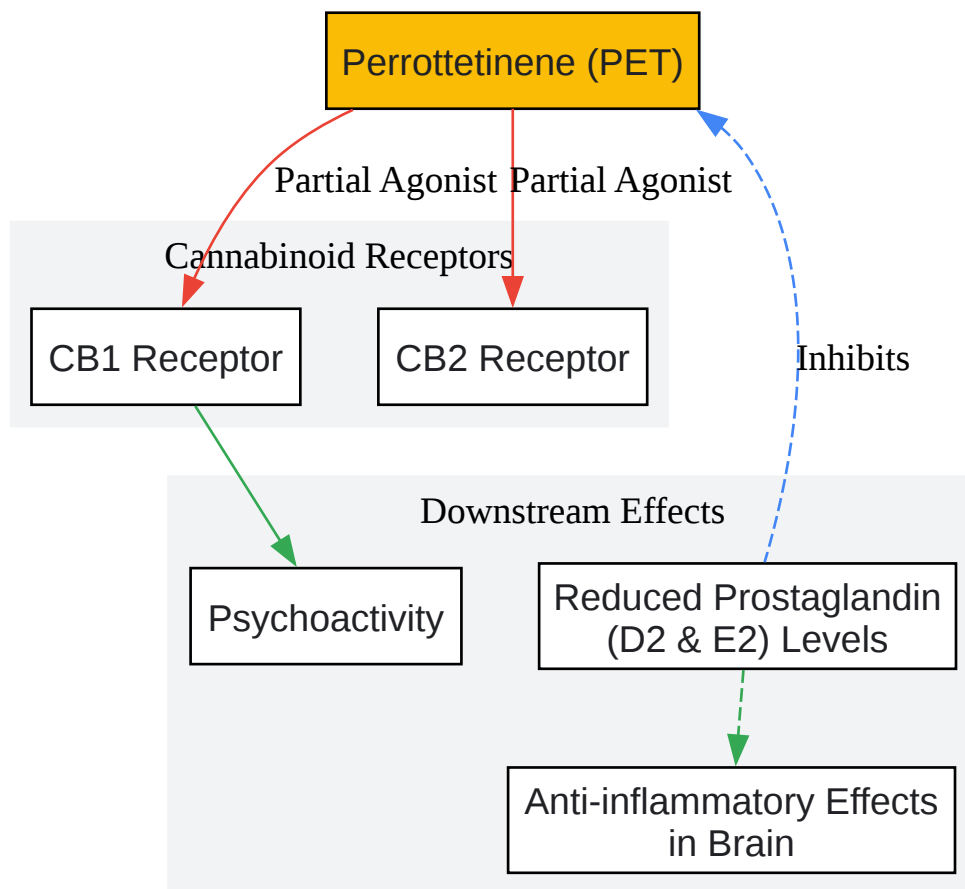 Perrottetinene (PET)
Partial Agonist
Partial Agonist
Cannabinoid Receptors
CB1 Receptor
CB2 Receptor
Inhibits
Downstream Effects
Psychoactivity
Reduced Prostaglandin
(D2 & E2) Levels
Anti-inflammatory Effects
in Brain